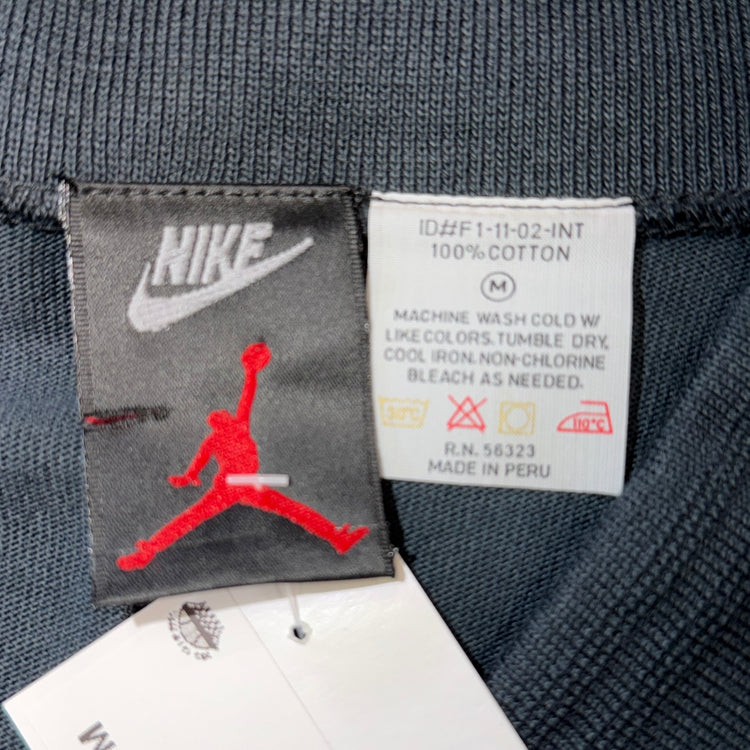 NIKE
ID#F1-11-02-INT
100% COTTON
M
MACHINE WASH COLD W/
LIKE COLORS. TUMBLE DRY,
COOL IRON. NON-CHLORINE
BLEACH AS NEEDED.
30°C
110°C
R.N. 56323
MADE IN PERU
M